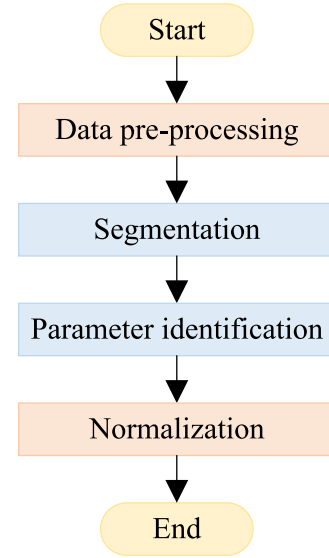 Start
Data pre-processing
Segmentation
Parameter identification
Normalization
End